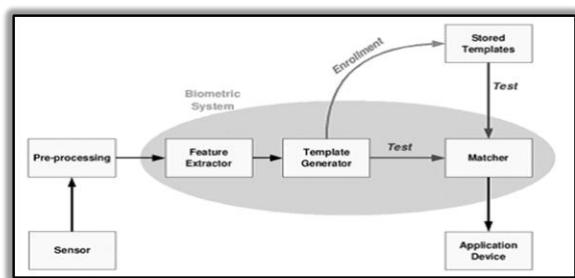 Stored
Templates
Enrollment
Biometric
System
Test
Pre-processing
Feature
Extractor
Template
Generator
Test
Matcher
Sensor
Application
Device